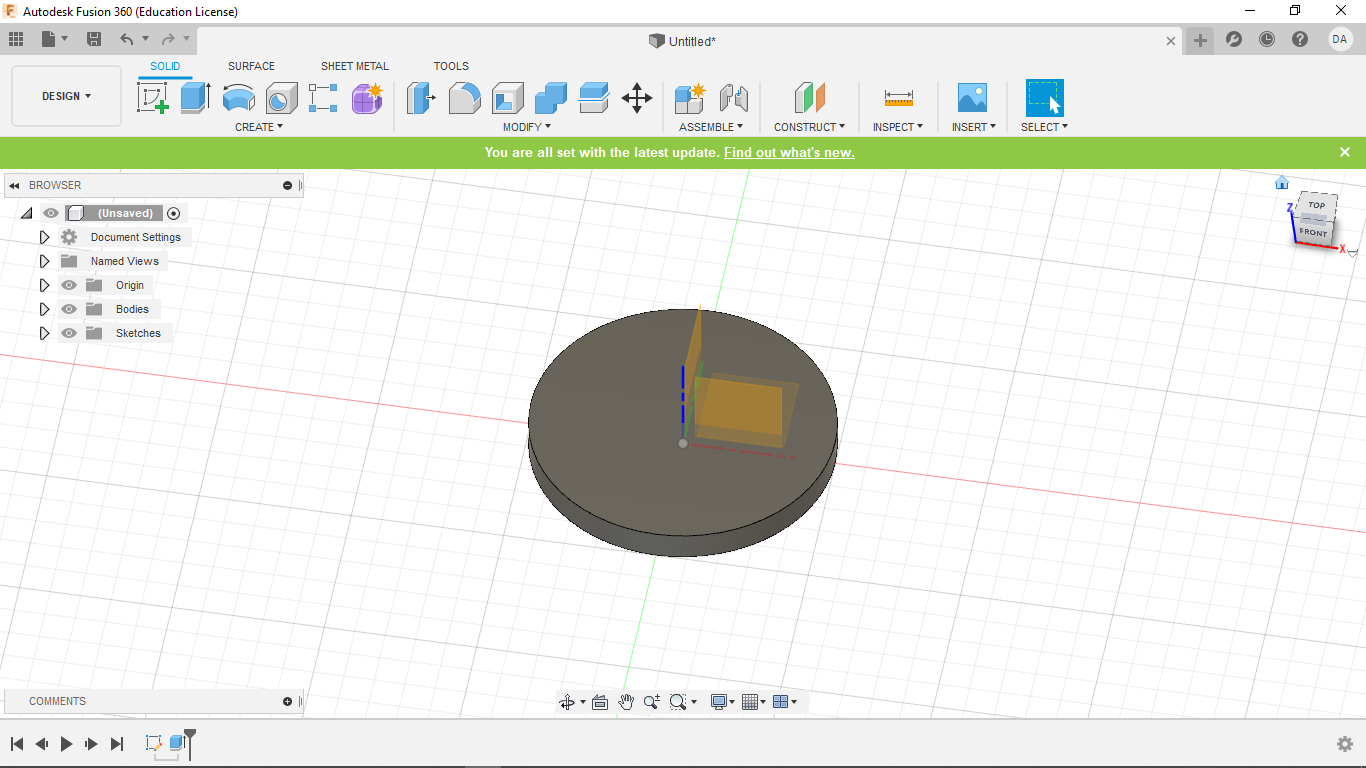 Autodesk Fusion 360 (Education License)
Untitled*
DA
DESIGN
SOLID
SURFACE
SHEET METAL
TOOLS
CREATE
MODIFY
ASSEMBLE
CONSTRUCT
INSPECT
INSERT
SELECT
You are all set with the latest update. Find out what's new.
BROWSER
(Unsaved)
Document Settings
Named Views
Origin
Bodies
Sketches
TOP
Z
FRONT
X
COMMENTS